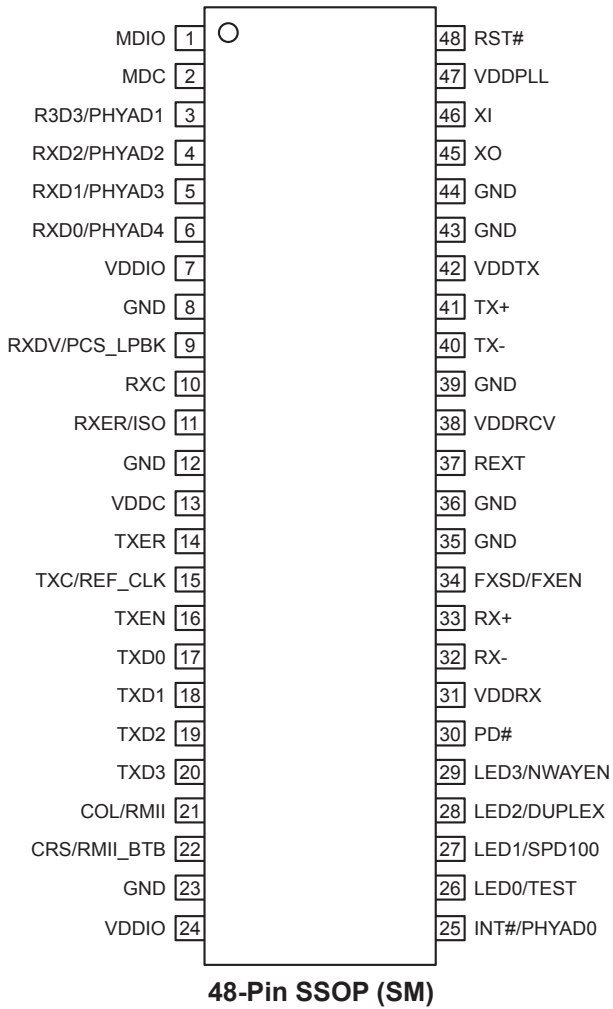 MDIO 1 48 RST#
MDC 2 47 VDDPLL
R3D3/PHYAD1 3 46 XI
RXD2/PHYAD2 4 45 XO
RXD1/PHYAD3 5 44 GND
RXD0/PHYAD4 6 43 GND
VDDIO 7 42 VDDTX
GND 8 41 TX+
RXDV/PCS_LPBK 9 40 TX-
RXC 10 39 GND
RXER/ISO 11 38 VDDRCV
GND 12 37 REXT
VDDC 13 36 GND
TXER 14 35 GND
TXC/REF_CLK 15 34 FXSD/FXEN
TXEN 16 33 RX+
TXD0 17 32 RX-
TXD1 18 31 VDDRX
TXD2 19 30 PD#
TXD3 20 29 LED3/NWAYEN
COL/RMII 21 28 LED2/DUPLEX
CRS/RMII_BTB 22 27 LED1/SPD100
GND 23 26 LED0/TEST
VDDIO 24 25 INT#/PHYAD0
48-Pin SSOP (SM)